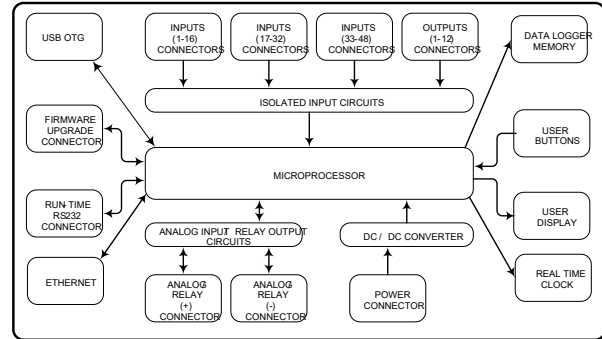 USB OTG
INPUTS
(1-16)
CONNECTORS
INPUTS
(17-32)
CONNECTORS
INPUTS
(33-48)
CONNECTORS
OUTPUTS
(1-12)
CONNECTORS
DATA LOGGER
MEMORY
ISOLATED INPUT CIRCUITS
FIRMWARE
UPGRADE
CONNECTOR
USER
BUTTONS
MICROPROCESSOR
RUN-TIME
RS232
CONNECTOR
USER
DISPLAY
ANALOG INPUT/ RELAY OUTPUT
CIRCUITS
DC / DC CONVERTER
ETHERNET
ANALOG
RELAY
(+)
CONNECTOR
ANALOG
RELAY
(-)
CONNECTOR
POWER
CONNECTOR
REAL TIME
CLOCK